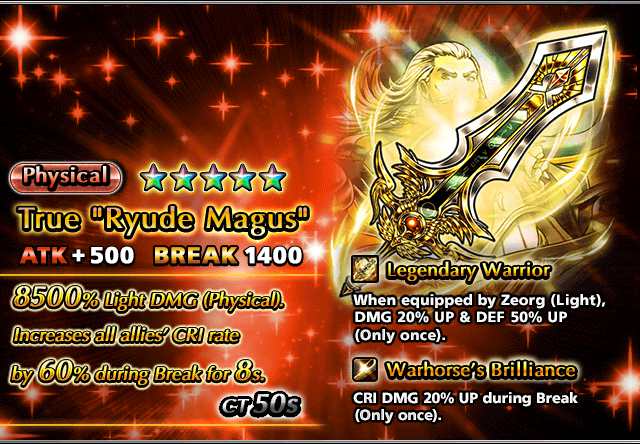 Physical
True "Ryude Magus"
ATK + 500 BREAK 1400
8500% Light DMG (Physical).
Increases all allies' CRI rate
by 60% during Break for 8s.
CT 50s
Legendary Warrior
When equipped by Zeorg (Light),
DMG 20% UP & DEF 50% UP
(Only once).
Warhorse's Brilliance
CRI DMG 20% UP during Break
(Only once).